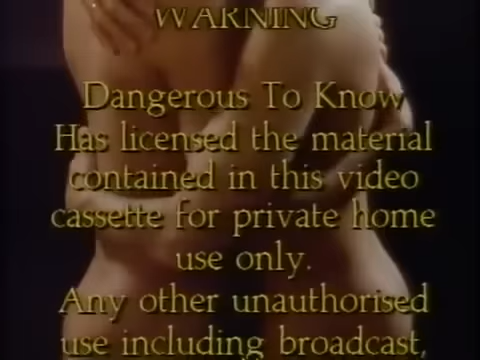 WARNING
Dangerous To Know
Has licensed the material
contained in this video
cassette for private home
use only.
Any other unauthorised
use including broadcast,